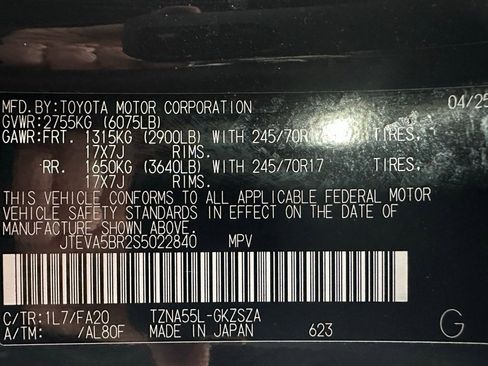 MFD.BY:TOYOTA MOTOR CORPORATION 04/25
GVWR:2755KG (6075LB)
GAWR:FRT. 1315KG (2900LB) WITH 245/70R TIRES,
17X7J RIMS.
RR. 1650KG (3640LB) WITH 245/70R17 TIRES,
17X7J RIMS.
THIS VEHICLE CONFORMS TO ALL APPLICABLE FEDERAL MOTOR
VEHICLE SAFETY STANDARDS IN EFFECT ON THE DATE OF
MANUFACTURE SHOWN ABOVE.
JTEVA5BR2S5022840 MPV
C/TR:1L7/FA20 TZNA55L-GKZSZA
A/TM: /AL80F MADE IN JAPAN 623 G